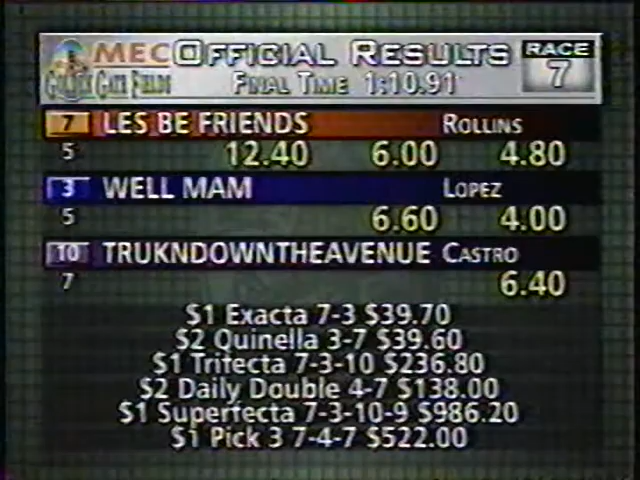 MEC OFFICIAL RESULTS RACE
GOLDEN GATE FIELDS FINAL TIME 1:10.91 7
7 LES BE FRIENDS ROLLINS
5 12.40 6.00 4.80
3 WELL MAM LOPEZ
5 6.60 4.00
10 TRUKNDOWNTHEAVENUE CASTRO
7 6.40
$1 Exacta 7-3 $39.70
$2 Quinella 3-7 $39.60
$1 Trifecta 7-3-10 $236.80
$2 Daily Double 4-7 $138.00
$1 Superfecta 7-3-10-9 $986.20
$1 Pick 3 7-4-7 $522.00